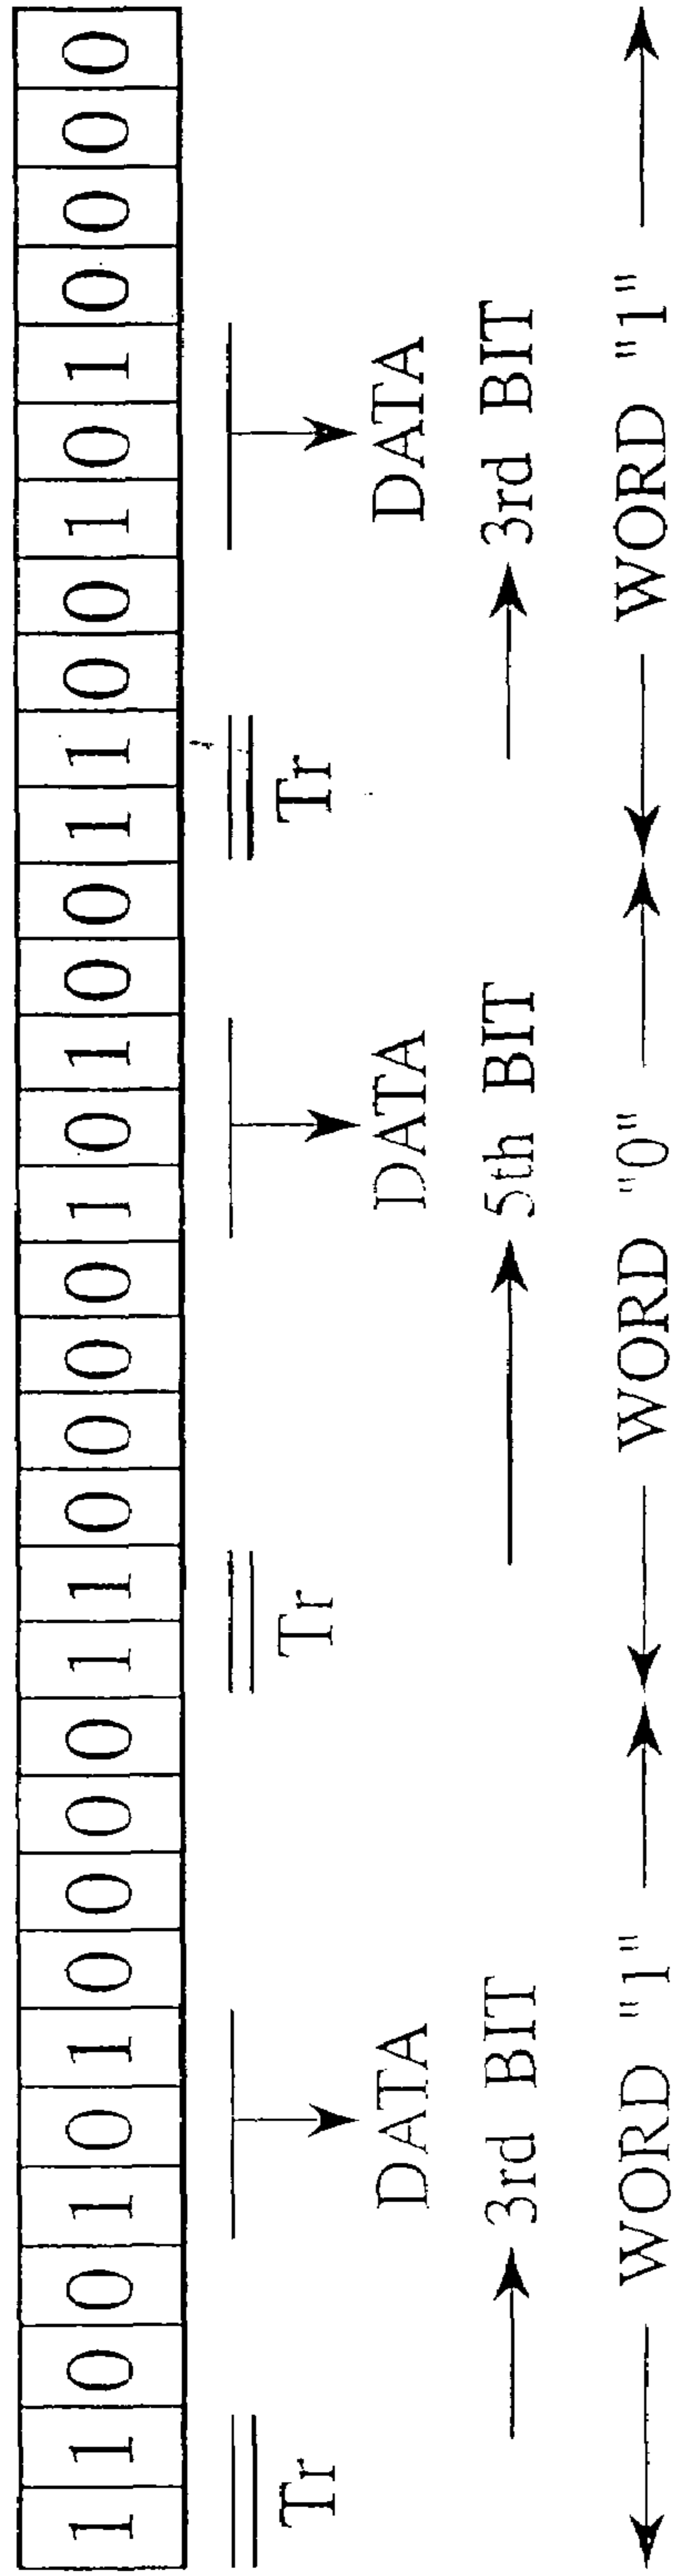 1 1 0 0 1 0 1 0 0 0 0 1 1 0 0 0 0 1 0 1 0 0 1 1 0 0 1 0 1 0 0 0 0
Tr Tr Tr
DATA DATA DATA
3rd BIT 5th BIT 3rd BIT
WORD "1" WORD "0" WORD "1"